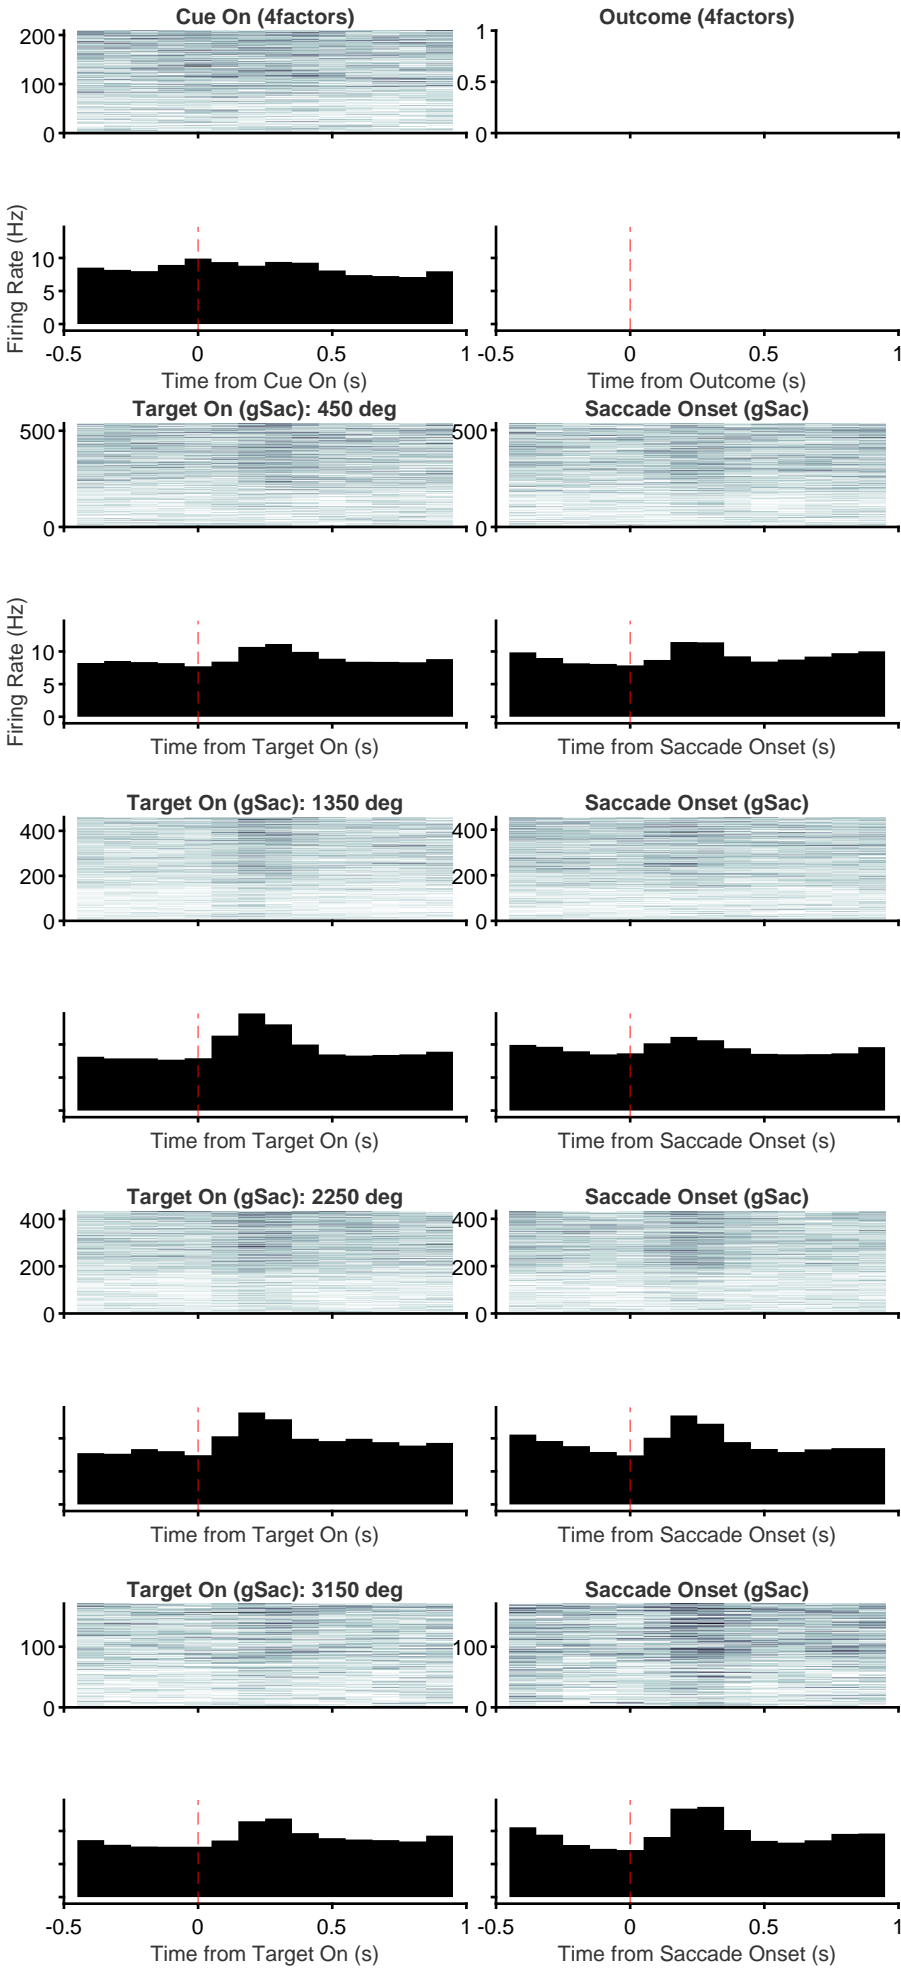 Cue On (4factors)
Outcome (4factors)
200
100
0
1
0.5
0
Firing Rate (Hz)
10
5
0
-0.5 0 0.5 1
-0.5 0 0.5 1
Time from Cue On (s)
Time from Outcome (s)
Target On (gSac): 450 deg
Saccade Onset (gSac)
500
0
500
0
Firing Rate (Hz)
10
5
0
Time from Target On (s)
Time from Saccade Onset (s)
Target On (gSac): 1350 deg
Saccade Onset (gSac)
400
200
0
400
200
0
Time from Target On (s)
Time from Saccade Onset (s)
Target On (gSac): 2250 deg
Saccade Onset (gSac)
400
200
0
400
200
0
Time from Target On (s)
Time from Saccade Onset (s)
Target On (gSac): 3150 deg
Saccade Onset (gSac)
100
0
100
0
-0.5 0 0.5 1
-0.5 0 0.5 1
Time from Target On (s)
Time from Saccade Onset (s)